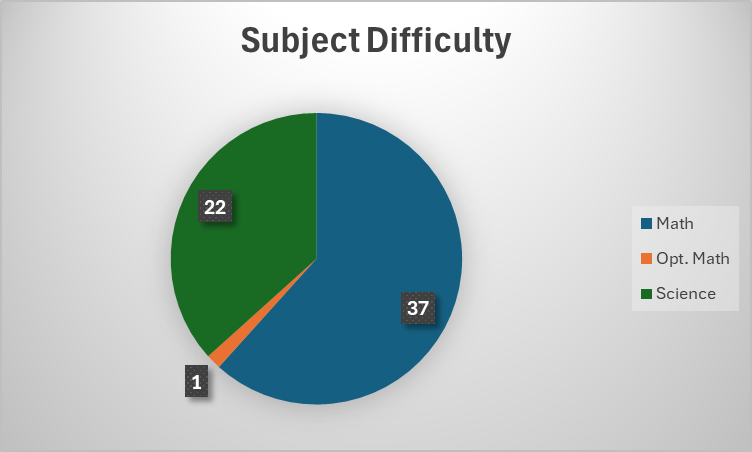 Subject Difficulty
22
37
1
Math
Opt. Math
Science